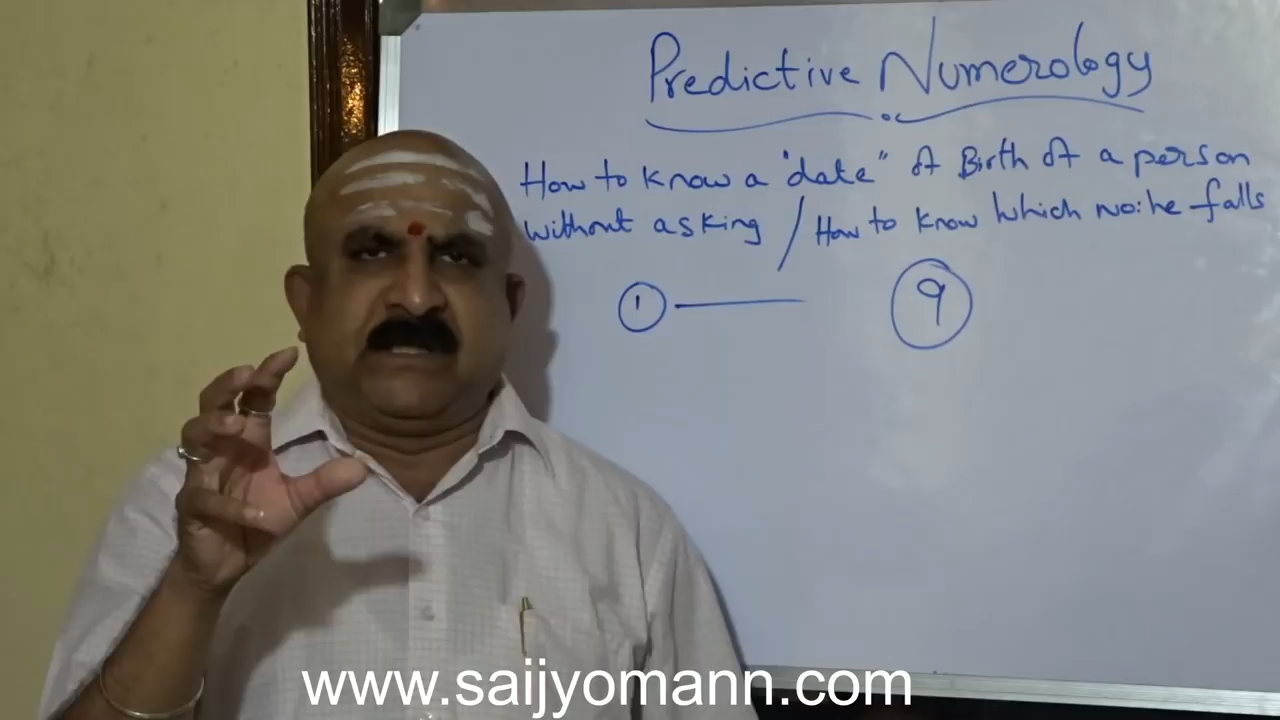 Predictive Numerology
How to know a "date" of Birth of a person
without asking / How to know which no: he falls
1 — 9
www.saijyomann.com